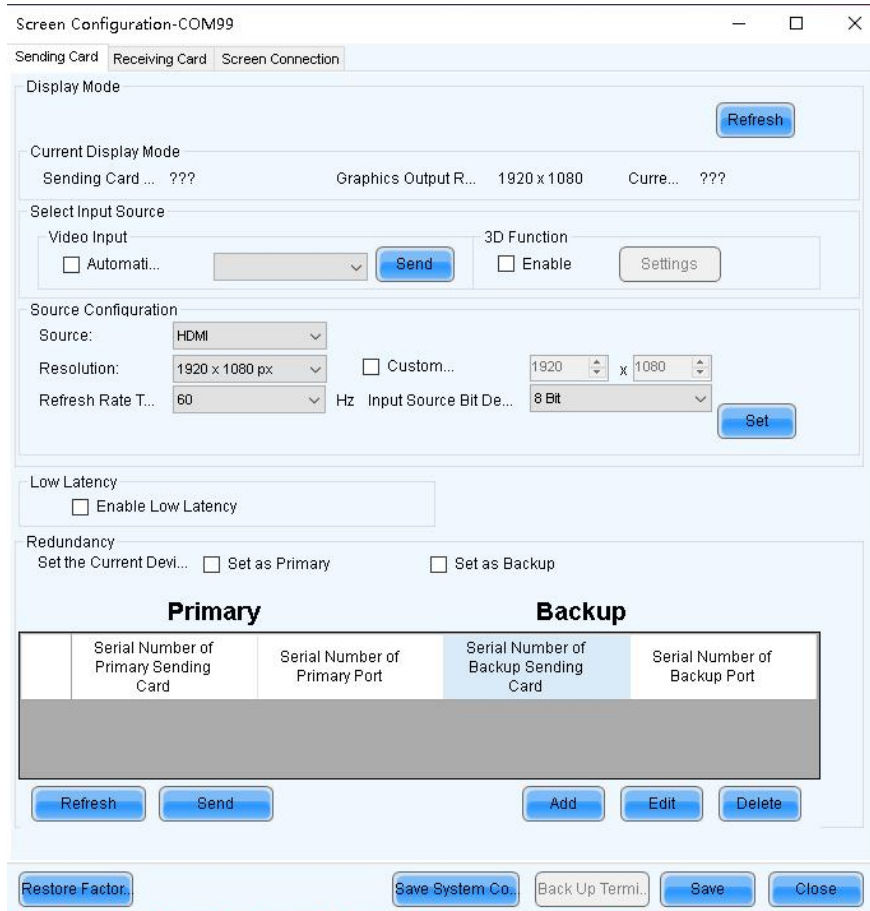 Screen Configuration-COM99
Sending Card Receiving Card Screen Connection
Display Mode
Refresh
Current Display Mode
Sending Card ... ??? Graphics Output R... 1920 x 1080 Curre... ???
Select Input Source
Video Input 3D Function
Automati... Send Enable Settings
Source Configuration
Source: HDMI
Resolution: 1920 x 1080 px Custom... 1920 x 1080
Refresh Rate T... 60 Hz Input Source Bit De... 8 Bit
Set
Low Latency
Enable Low Latency
Redundancy
Set the Current Devi... Set as Primary Set as Backup
Primary Backup
Serial Number of Primary Sending Card Serial Number of Primary Port Serial Number of Backup Sending Card Serial Number of Backup Port
Refresh Send Add Edit Delete
Restore Factor... Save System Co... Back Up Termi... Save Close